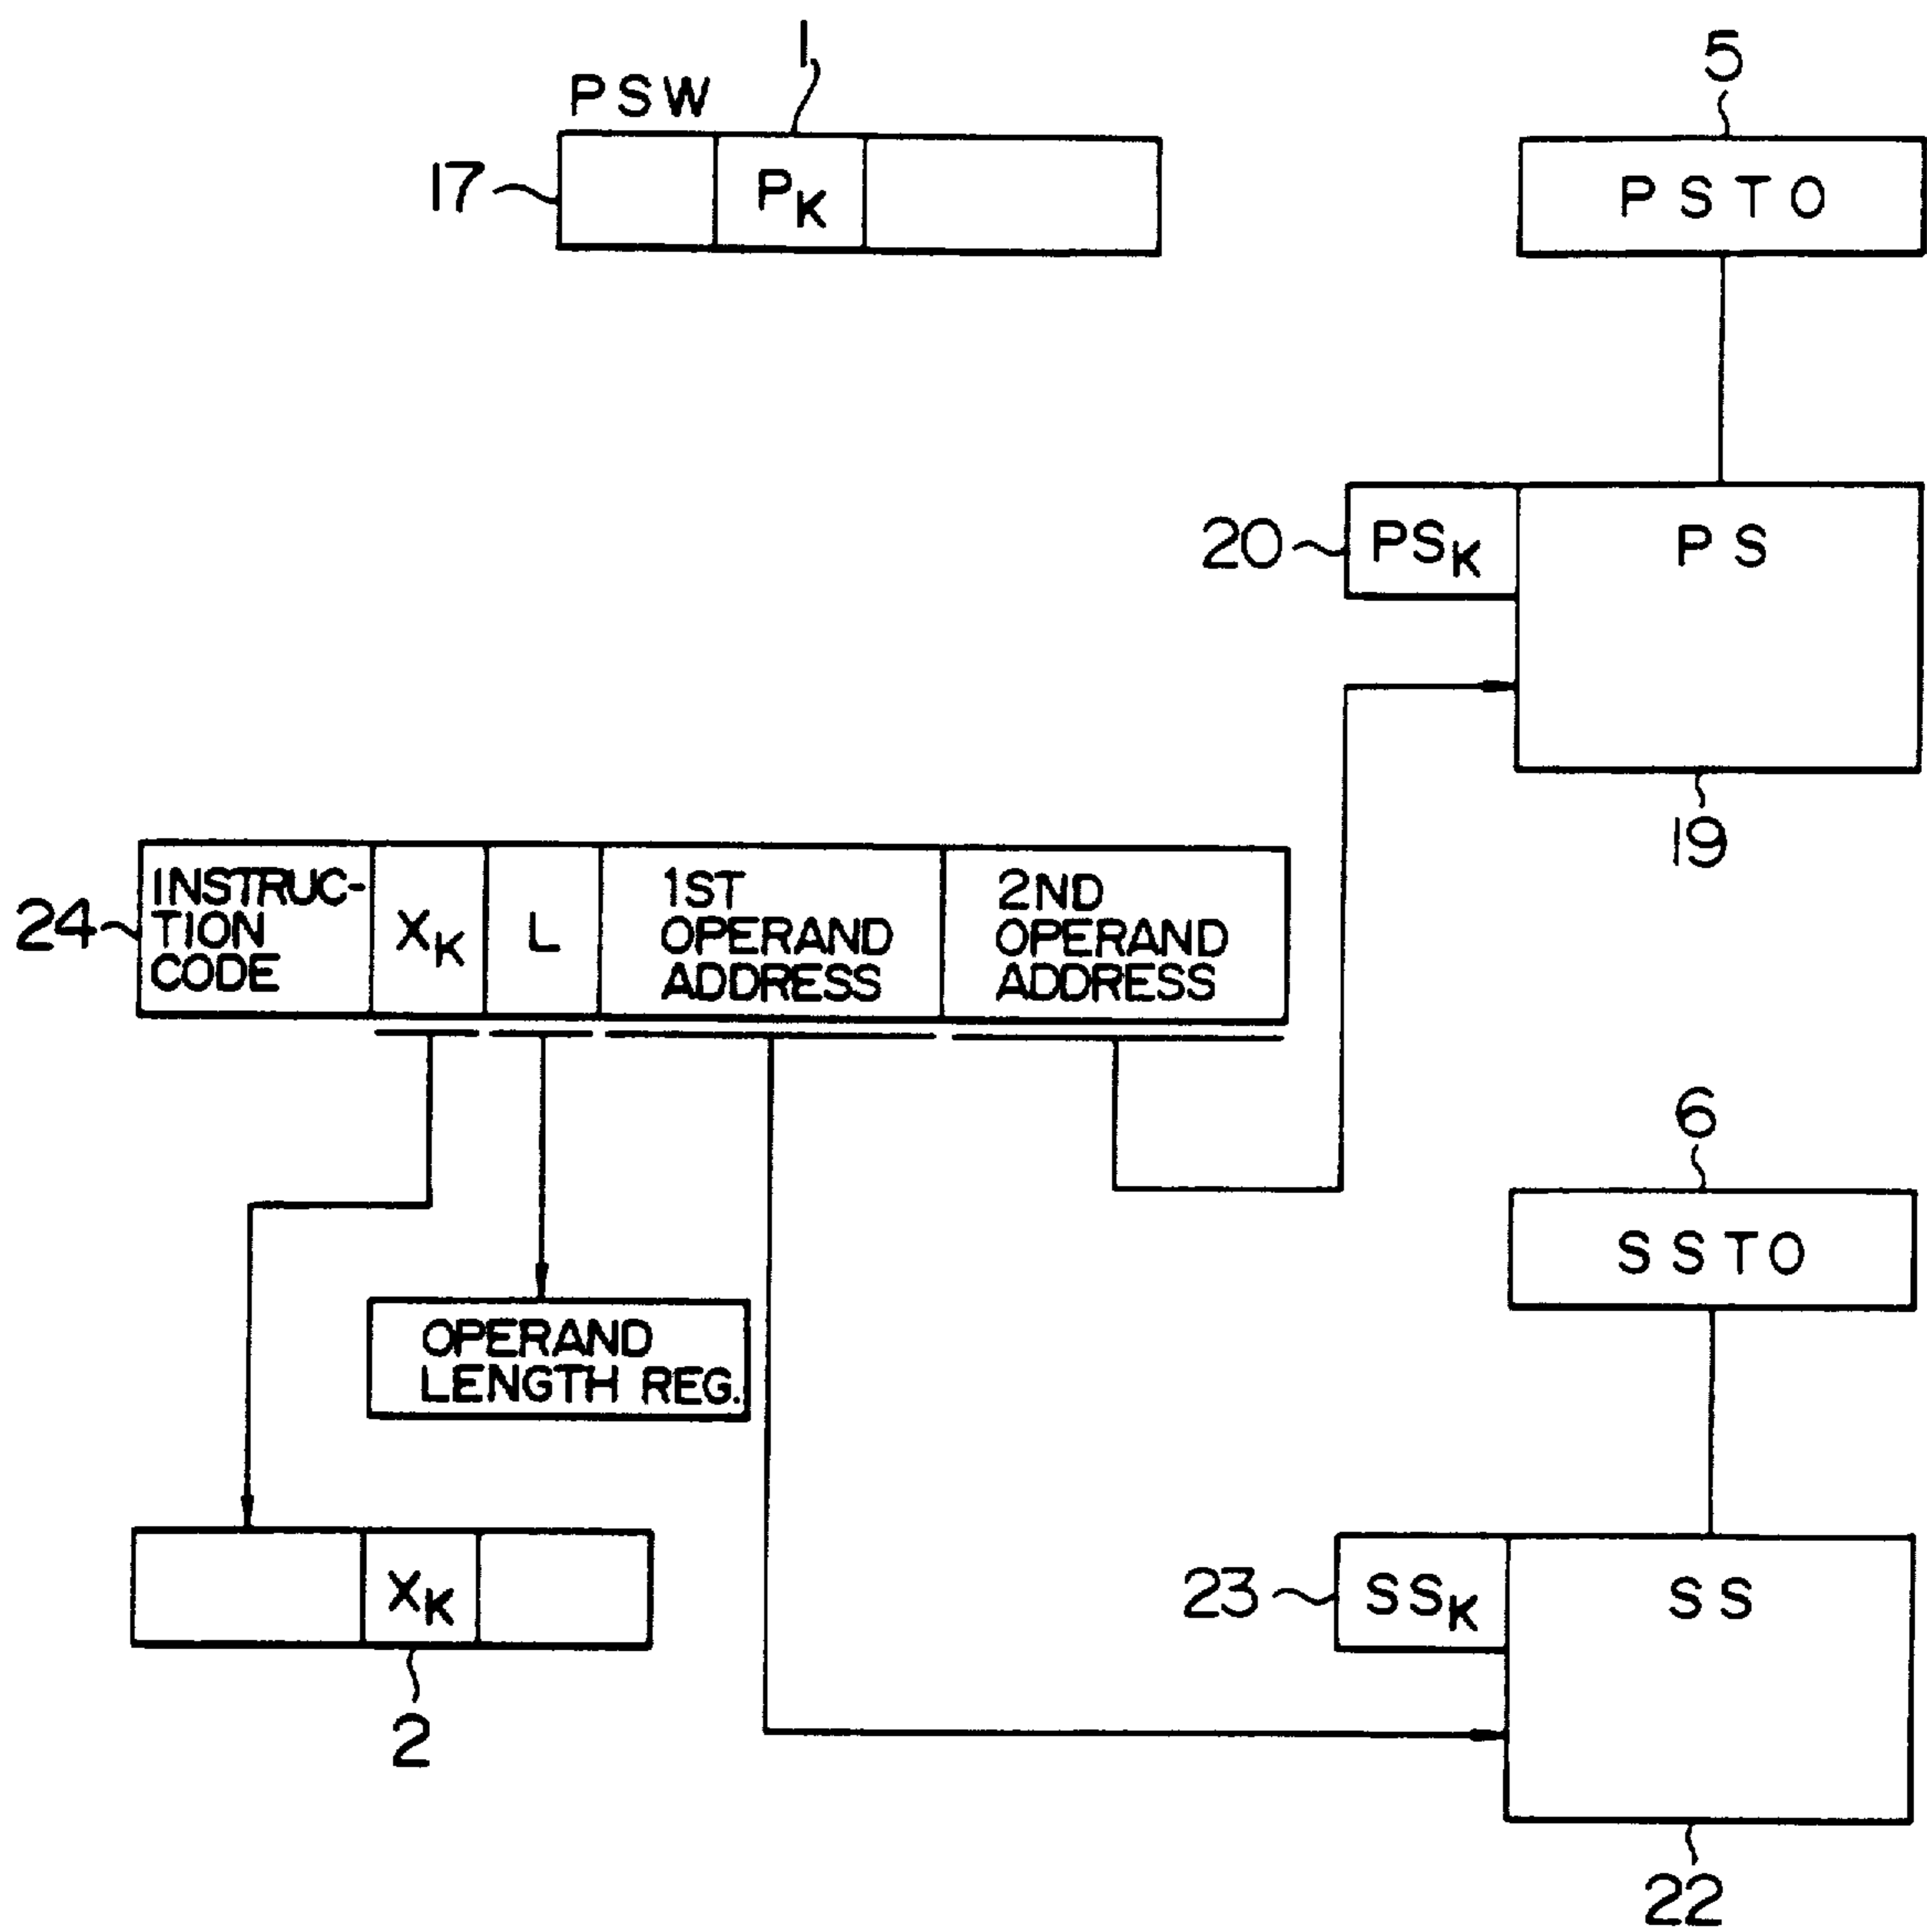 1
5
PSW
17
PK
PSTO
20
PSK
PS
19
24
INSTRUC-
TION
CODE
XK
L
1ST
OPERAND
ADDRESS
2ND
OPERAND
ADDRESS
6
SSTO
OPERAND
LENGTH REG.
XK
2
23
SSK
SS
22